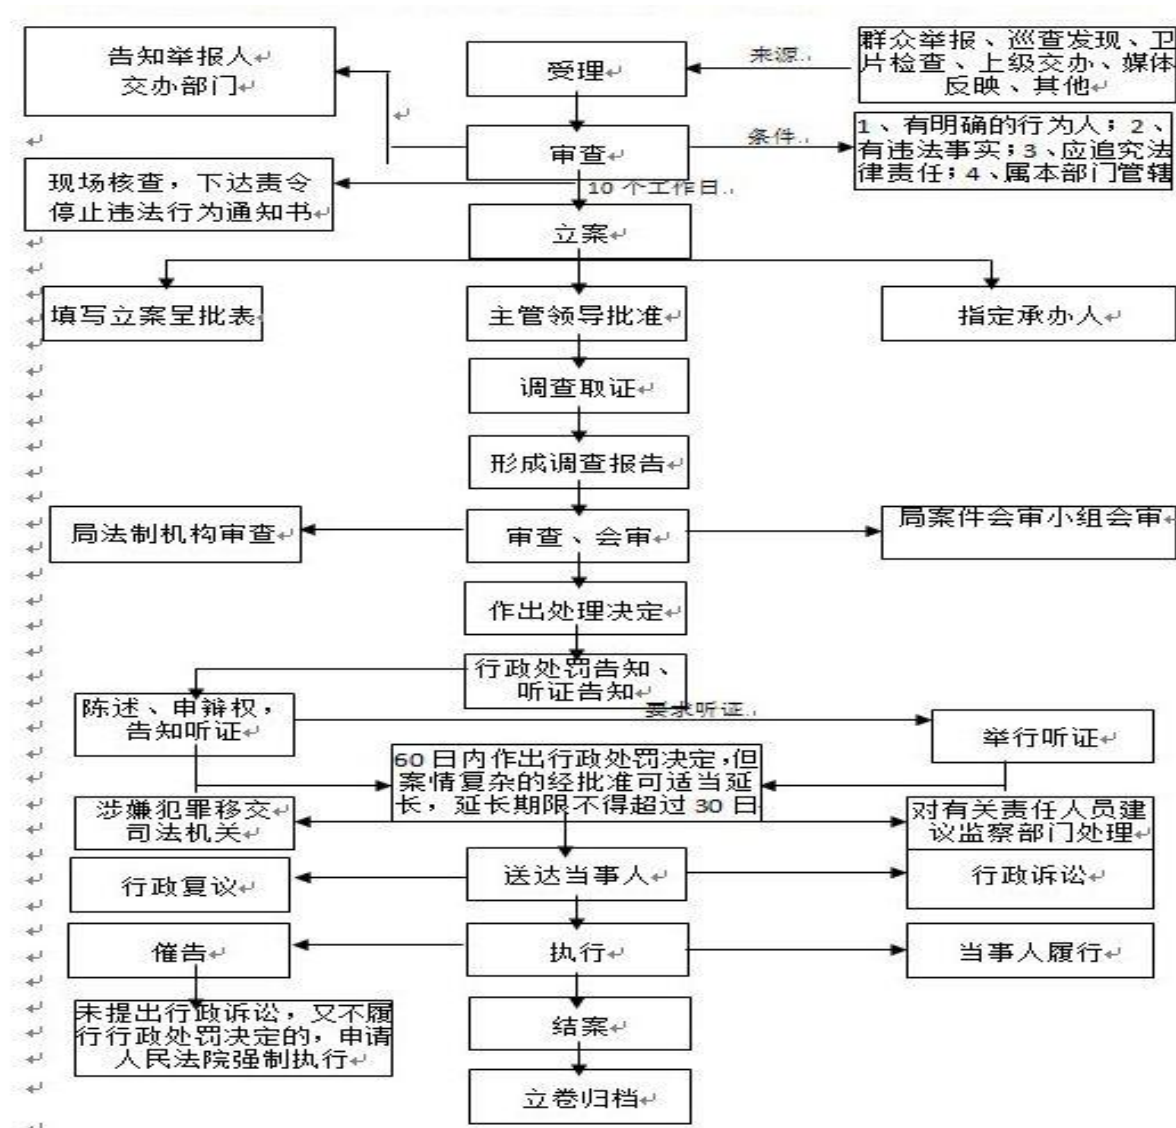 告知举报人
交办部门
受理
来源
群众举报、巡查发现、卫
片检查、上级交办、媒体
反映、其他
审查
条件
1、有明确的行为人；2、
有违法事实；3、应追究法
律责任；4、属本部门管辖
现场核查，下达责令
停止违法行为通知书
10 个工作日
立案
填写立案呈批表
主管领导批准
指定承办人
调查取证
形成调查报告
局法制机构审查
审查、会审
局案件会审小组会审
作出处理决定
行政处罚告知、
听证告知
陈述、申辩权，
告知听证
要求听证
举行听证
60 日内作出行政处罚决定，但
案情复杂的经批准可适当延
长，延长期限不得超过 30 日
涉嫌犯罪移交
司法机关
对有关责任人员建
议监察部门处理
行政复议
送达当事人
行政诉讼
催告
执行
当事人履行
未提出行政诉讼，又不履
行行政处罚决定的，申请
人民法院强制执行
结案
立卷归档